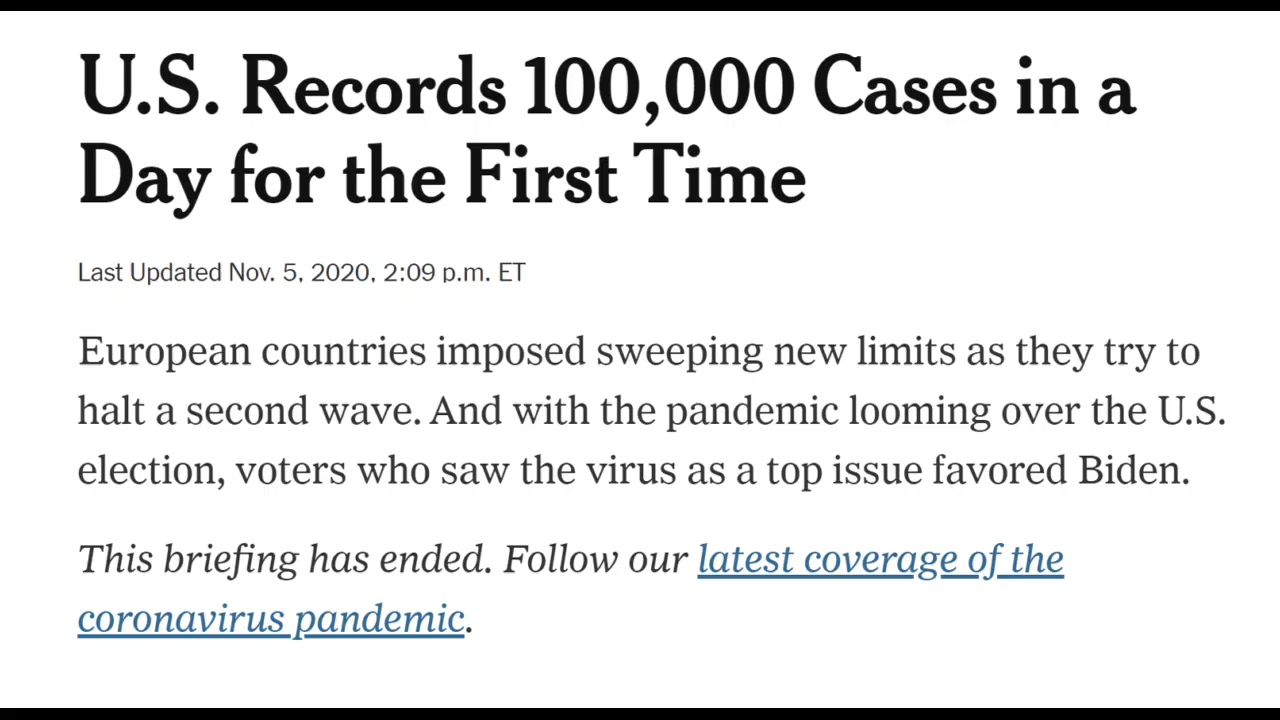 U.S. Records 100,000 Cases in a
Day for the First Time
Last Updated Nov. 5, 2020, 2:09 p.m. ET
European countries imposed sweeping new limits as they try to
halt a second wave. And with the pandemic looming over the U.S.
election, voters who saw the virus as a top issue favored Biden.
This briefing has ended. Follow our latest coverage of the
coronavirus pandemic.